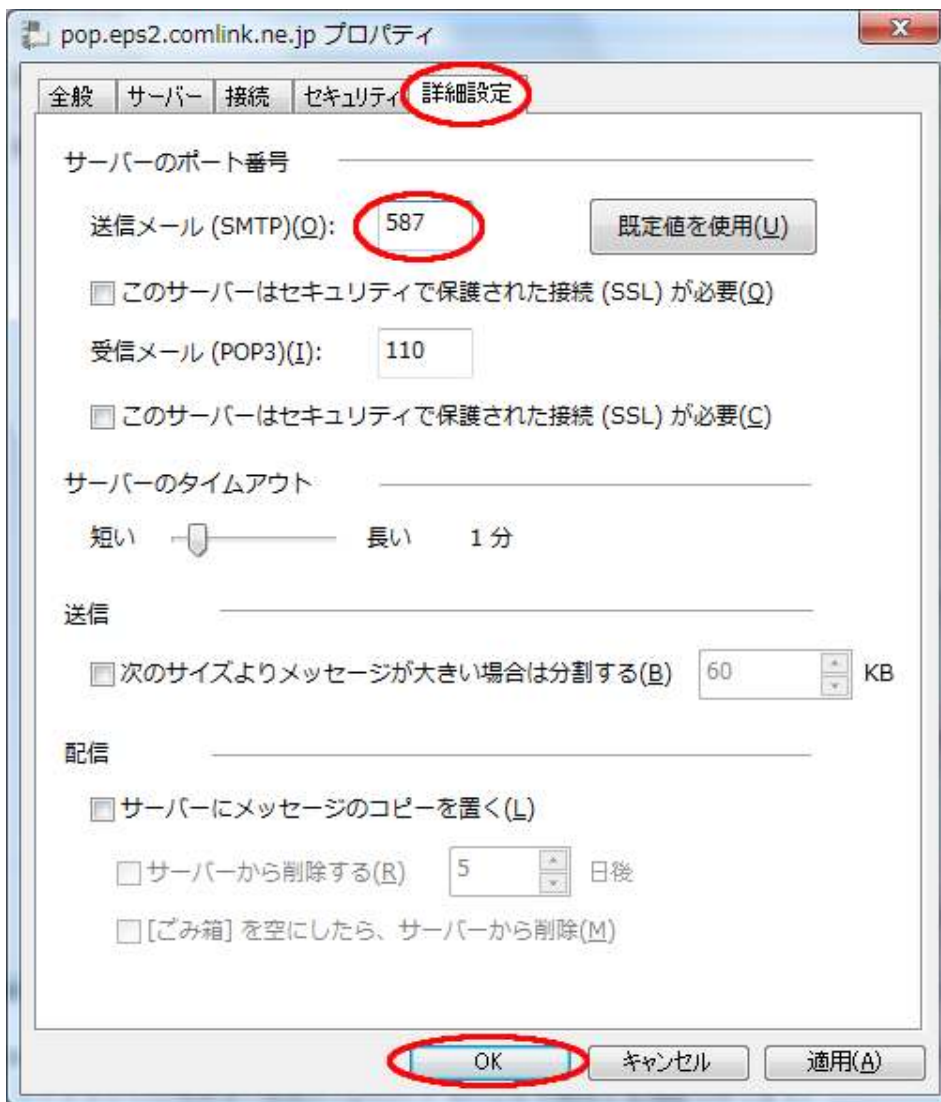 pop.eps2.comlink.ne.jp プロパティ
全般 サーバー 接続 セキュリティ 詳細設定
サーバーのポート番号
送信メール (SMTP)(O): 587 既定値を使用(U)
このサーバーはセキュリティで保護された接続 (SSL) が必要(Q)
受信メール (POP3)(I): 110
このサーバーはセキュリティで保護された接続 (SSL) が必要(C)
サーバーのタイムアウト
短い 長い 1 分
送信
次のサイズよりメッセージが大きい場合は分割する(B) 60 KB
配信
サーバーにメッセージのコピーを置く(L)
サーバーから削除する(R) 5 日後
[ごみ箱] を空にしたら、サーバーから削除(M)
OK キャンセル 適用(A)